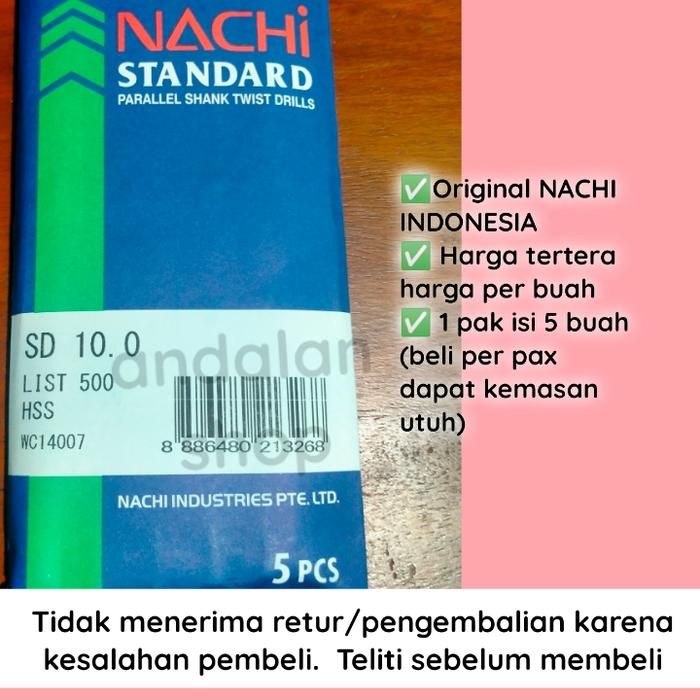 NACHi
STANDARD
PARALLEL SHANK TWIST DRILLS
SD 10.0
LIST 500
HSS
WC14007
8 886480 213268
andalan
shop
NACHI INDUSTRIES PTE. LTD.
5 PCS
✅Original NACHI
INDONESIA
✅ Harga tertera
harga per buah
✅ 1 pak isi 5 buah
(beli per pax
dapat kemasan
utuh)
Tidak menerima retur/pengembalian karena
kesalahan pembeli. Teliti sebelum membeli